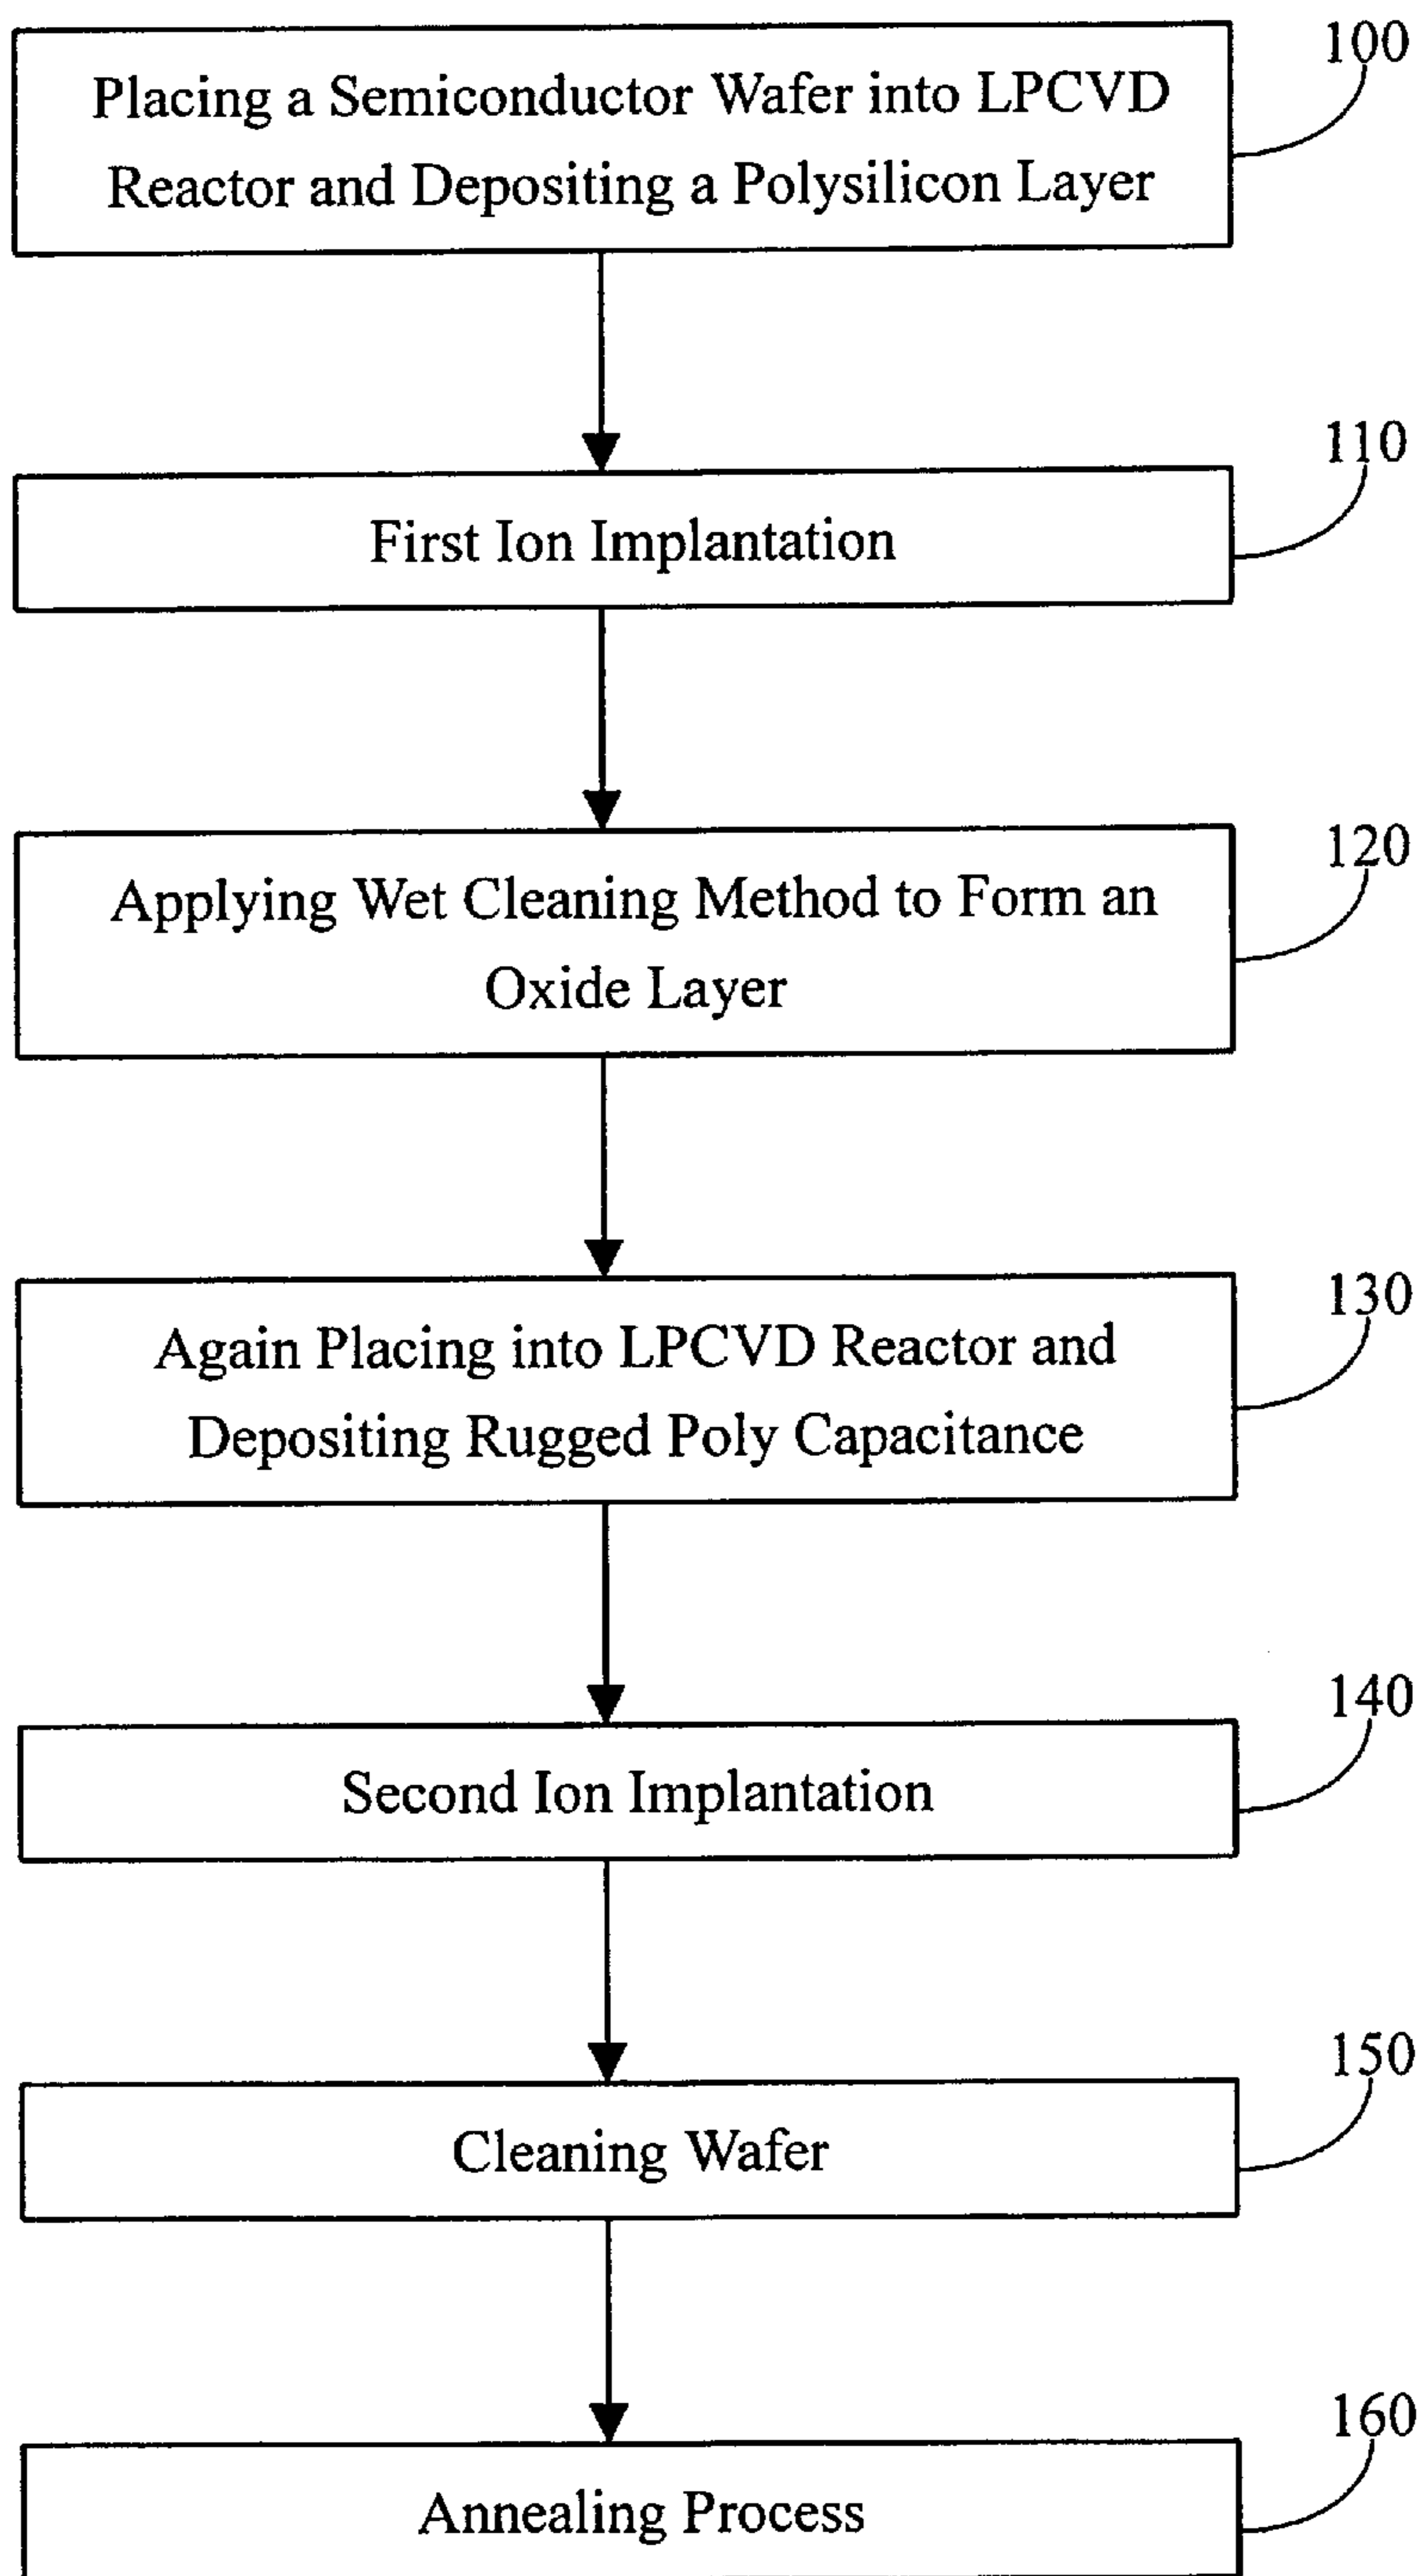 100
Placing a Semiconductor Wafer into LPCVD
Reactor and Depositing a Polysilicon Layer
110
First Ion Implantation
120
Applying Wet Cleaning Method to Form an
Oxide Layer
130
Again Placing into LPCVD Reactor and
Depositing Rugged Poly Capacitance
140
Second Ion Implantation
150
Cleaning Wafer
160
Annealing Process